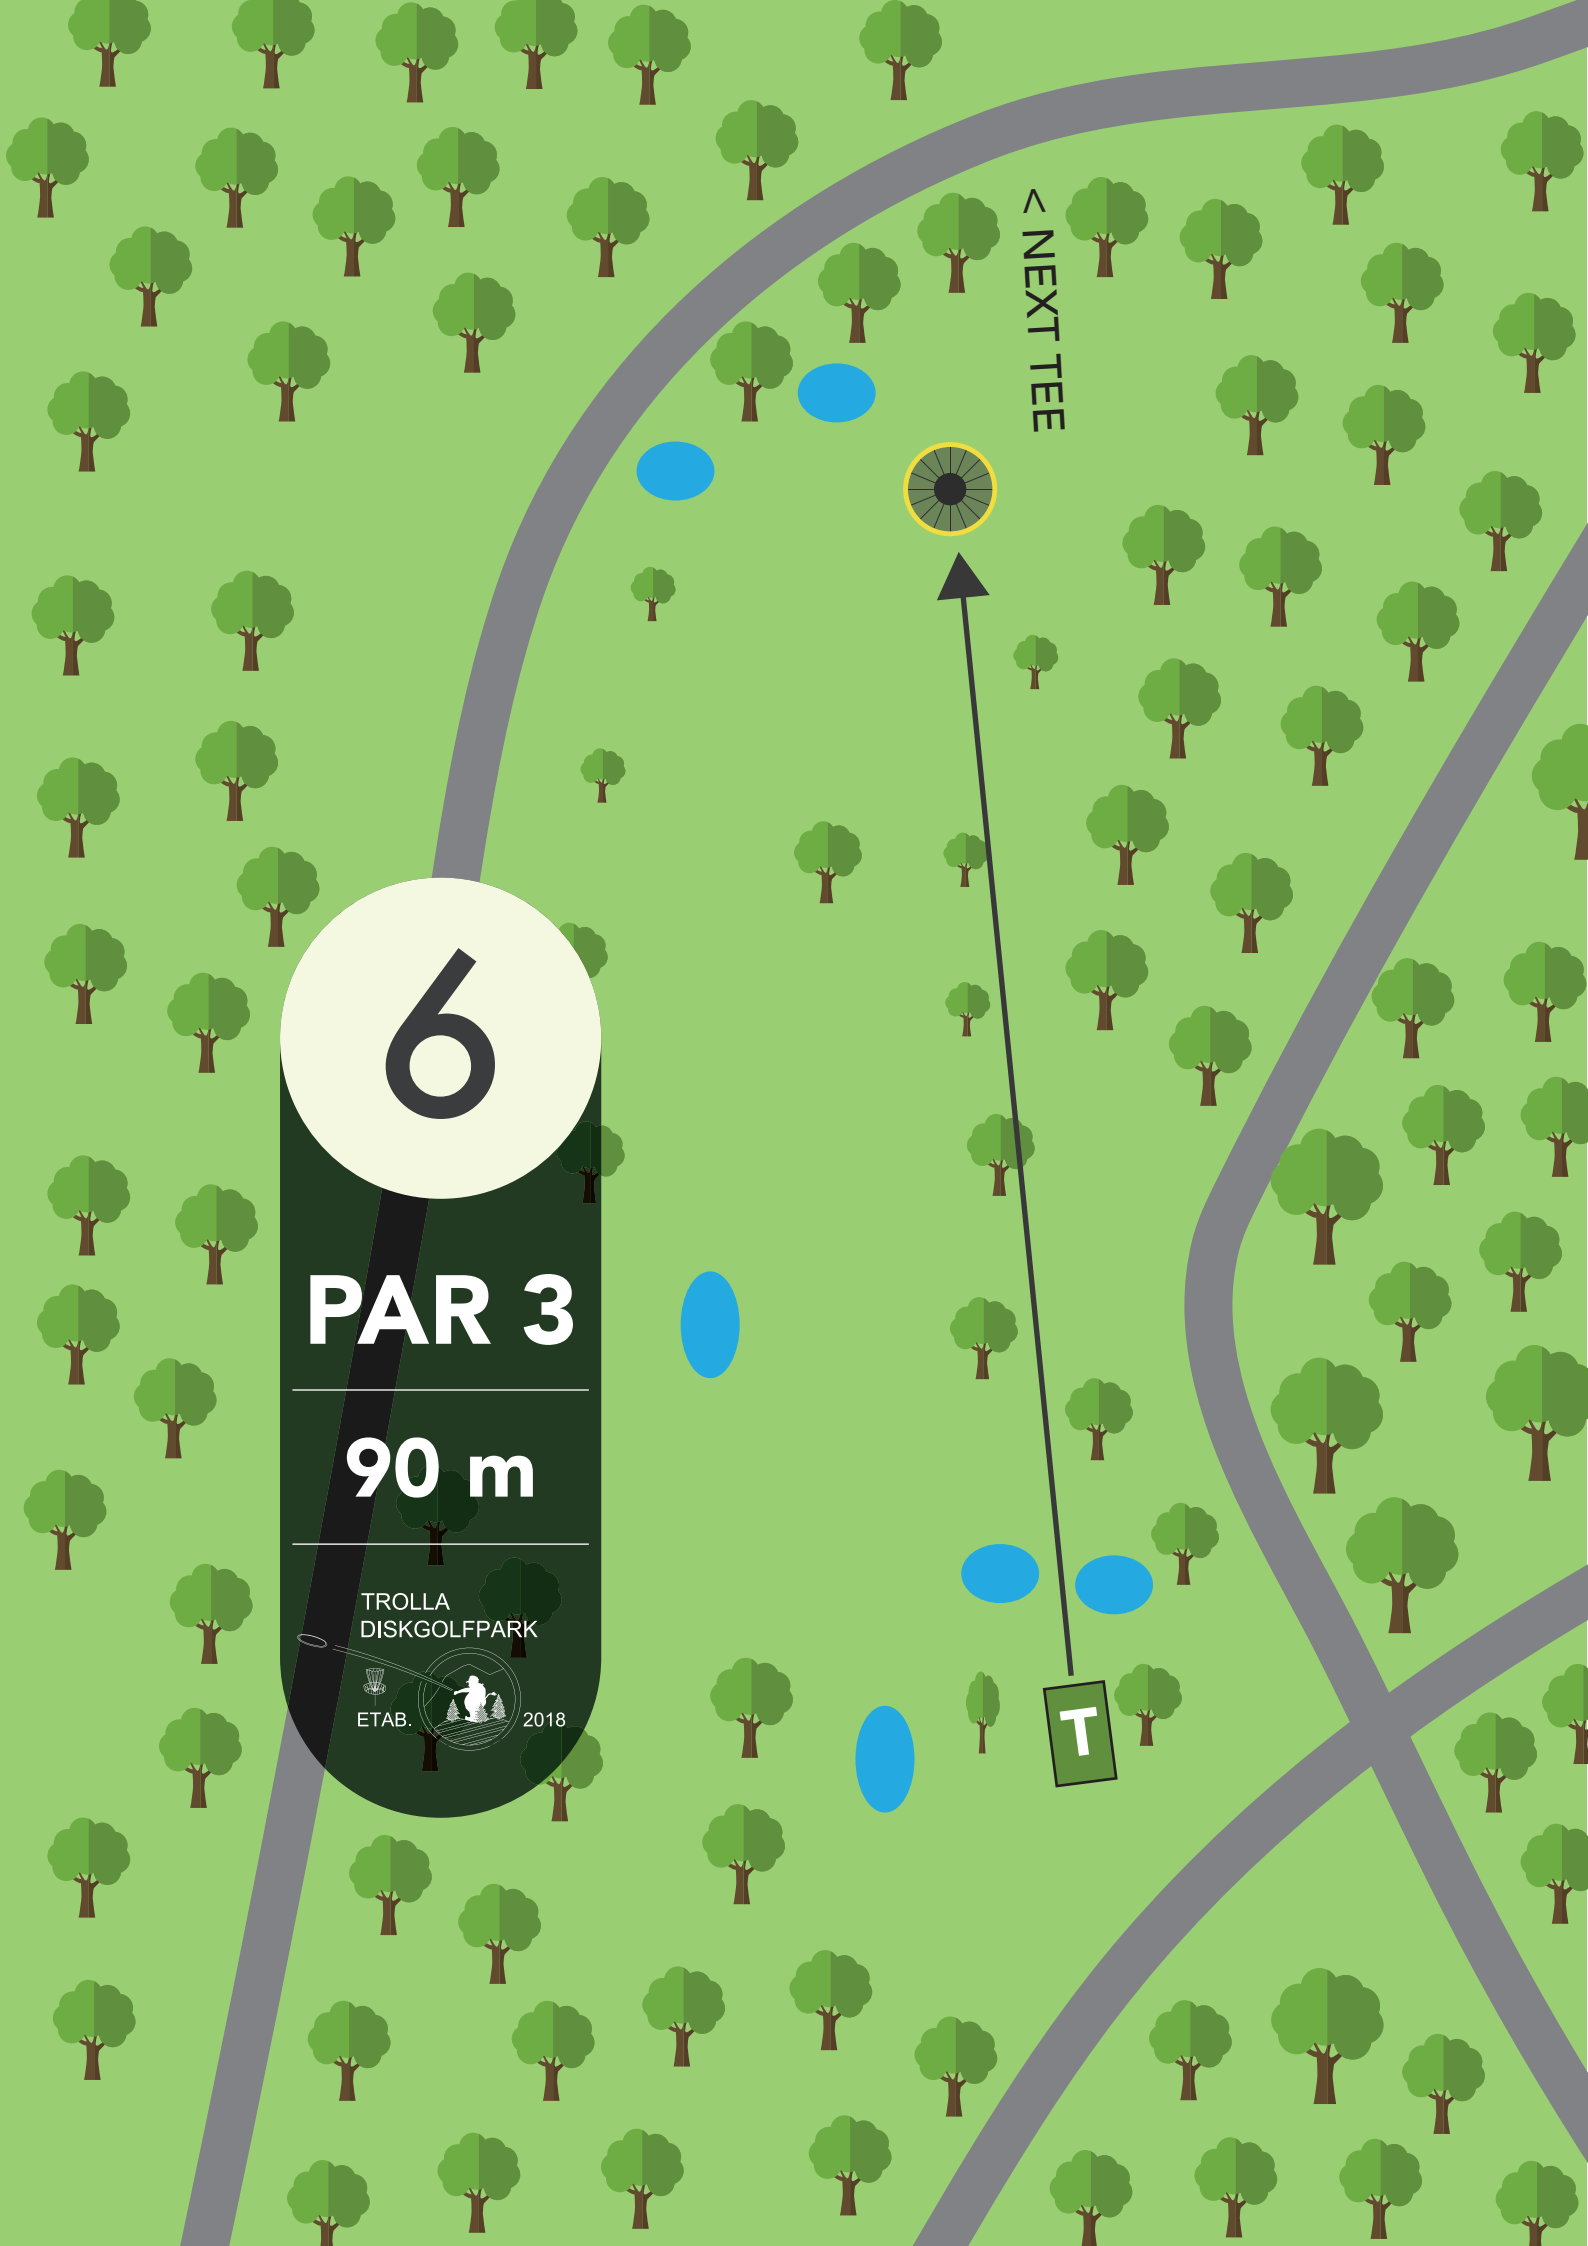 < NEXT TEE
6
PAR 3
90 m
TROLLA
DISKGOLFPARK
ETAB. 2018
T